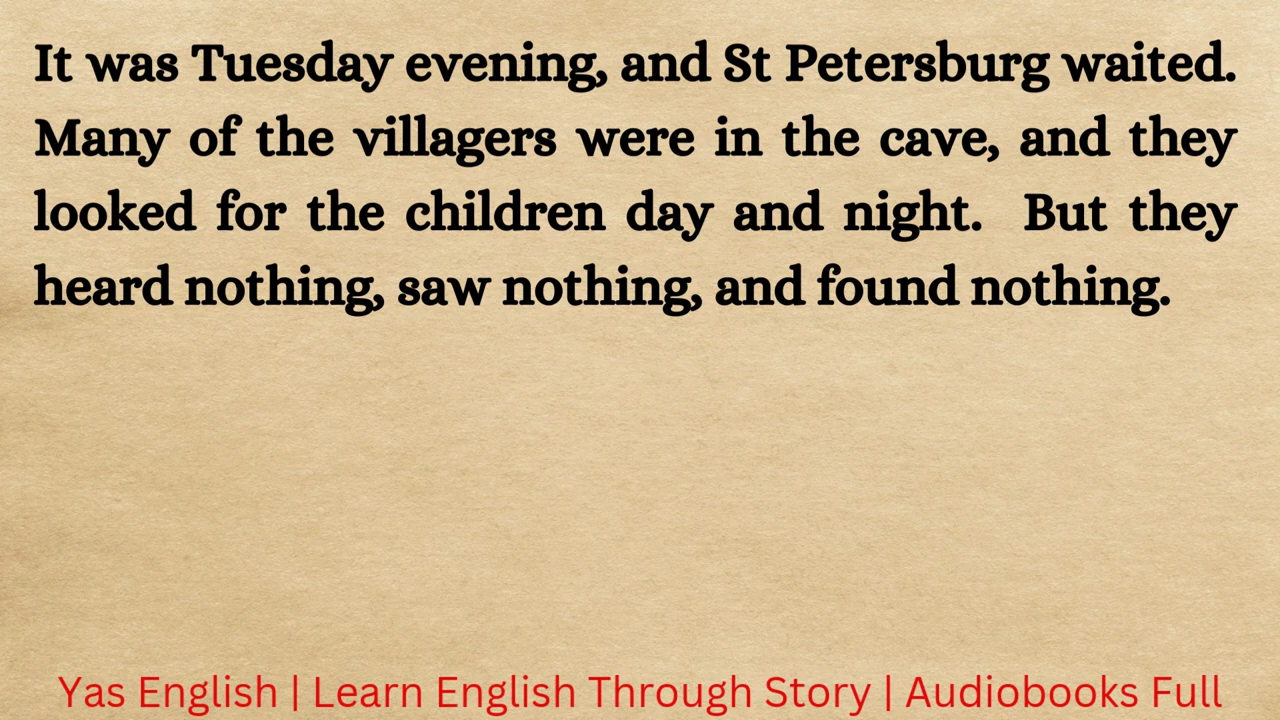 It was Tuesday evening, and St Petersburg waited.
Many of the villagers were in the cave, and they
looked for the children day and night.  But they
heard nothing, saw nothing, and found nothing.
Yas English | Learn English Through Story | Audiobooks Full